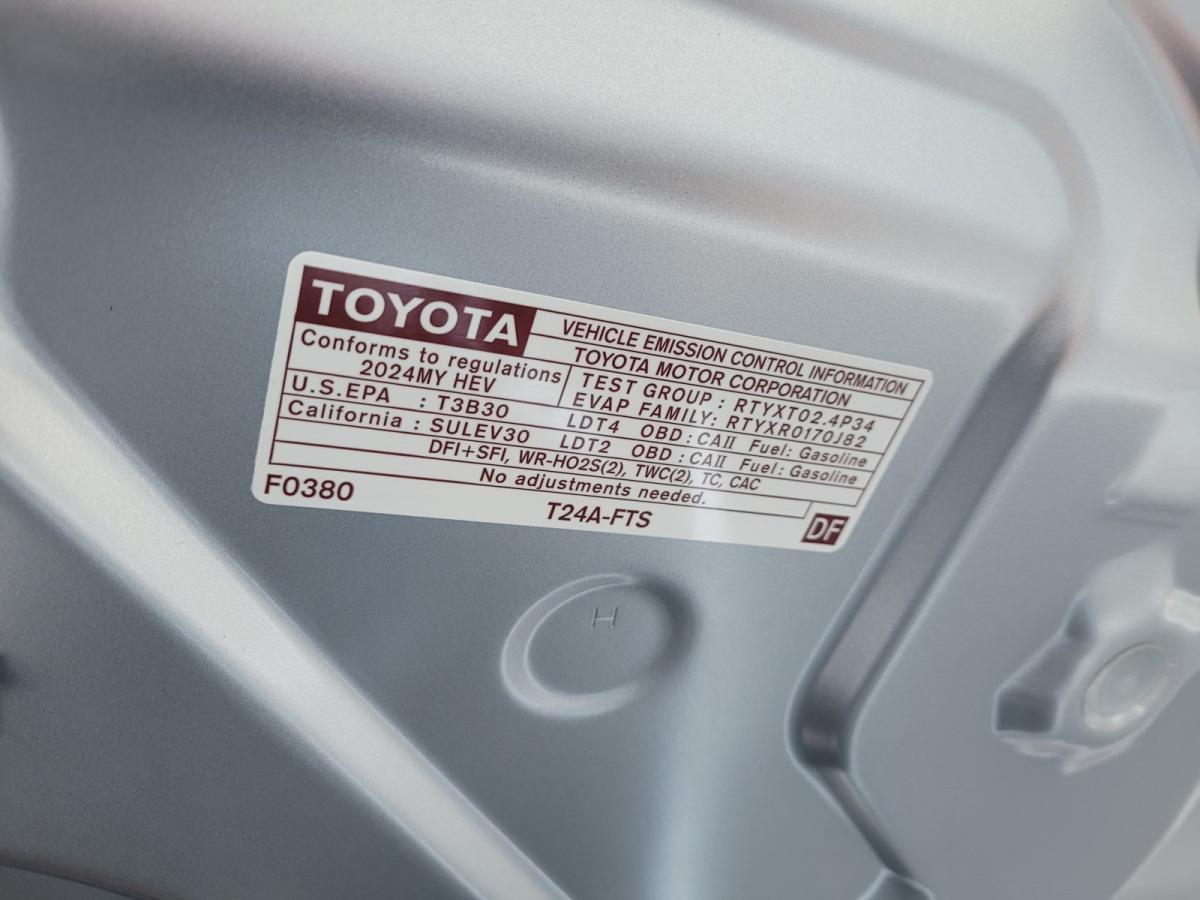 TOYOTA
VEHICLE EMISSION CONTROL INFORMATION
Conforms to regulations
2024MY HEV
TOYOTA MOTOR CORPORATION
TEST GROUP : RTYXT02.4P34
EVAP FAMILY: RTYXR0170J82
U.S.EPA : T3B30 LDT4 OBD : CAII Fuel: Gasoline
California : SULEV30 LDT2 OBD : CAII Fuel: Gasoline
DFI+SFI, WR-HO2S(2), TWC(2), TC, CAC
No adjustments needed.
F0380 T24A-FTS DF
H